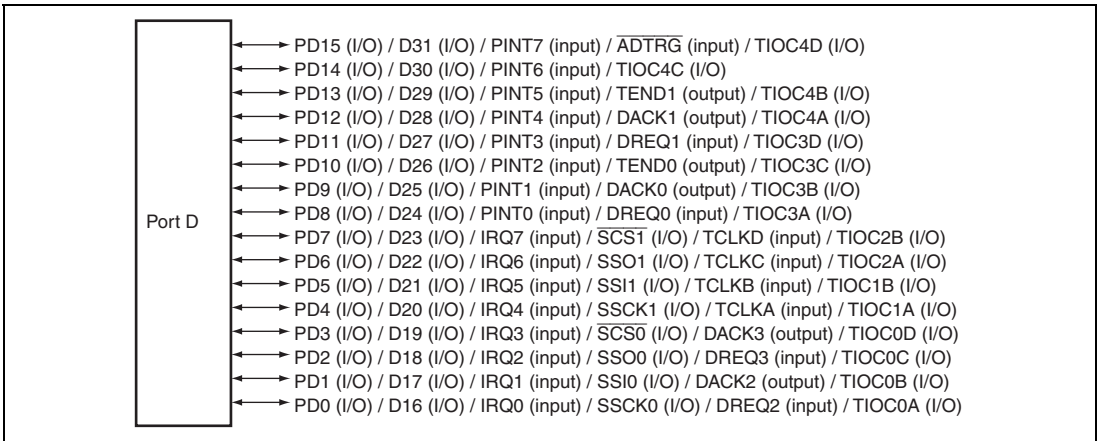 Port D
PD15 (I/O) / D31 (I/O) / PINT7 (input) / A̅D̅T̅R̅G̅ (input) / TIOC4D (I/O)
PD14 (I/O) / D30 (I/O) / PINT6 (input) / TIOC4C (I/O)
PD13 (I/O) / D29 (I/O) / PINT5 (input) / TEND1 (output) / TIOC4B (I/O)
PD12 (I/O) / D28 (I/O) / PINT4 (input) / DACK1 (output) / TIOC4A (I/O)
PD11 (I/O) / D27 (I/O) / PINT3 (input) / DREQ1 (input) / TIOC3D (I/O)
PD10 (I/O) / D26 (I/O) / PINT2 (input) / TEND0 (output) / TIOC3C (I/O)
PD9 (I/O) / D25 (I/O) / PINT1 (input) / DACK0 (output) / TIOC3B (I/O)
PD8 (I/O) / D24 (I/O) / PINT0 (input) / DREQ0 (input) / TIOC3A (I/O)
PD7 (I/O) / D23 (I/O) / IRQ7 (input) / S̅C̅S̅1̅ (I/O) / TCLKD (input) / TIOC2B (I/O)
PD6 (I/O) / D22 (I/O) / IRQ6 (input) / SSO1 (I/O) / TCLKC (input) / TIOC2A (I/O)
PD5 (I/O) / D21 (I/O) / IRQ5 (input) / SSI1 (I/O) / TCLKB (input) / TIOC1B (I/O)
PD4 (I/O) / D20 (I/O) / IRQ4 (input) / SSCK1 (I/O) / TCLKA (input) / TIOC1A (I/O)
PD3 (I/O) / D19 (I/O) / IRQ3 (input) / S̅C̅S̅0̅ (I/O) / DACK3 (output) / TIOC0D (I/O)
PD2 (I/O) / D18 (I/O) / IRQ2 (input) / SSO0 (I/O) / DREQ3 (input) / TIOC0C (I/O)
PD1 (I/O) / D17 (I/O) / IRQ1 (input) / SSI0 (I/O) / DACK2 (output) / TIOC0B (I/O)
PD0 (I/O) / D16 (I/O) / IRQ0 (input) / SSCK0 (I/O) / DREQ2 (input) / TIOC0A (I/O)